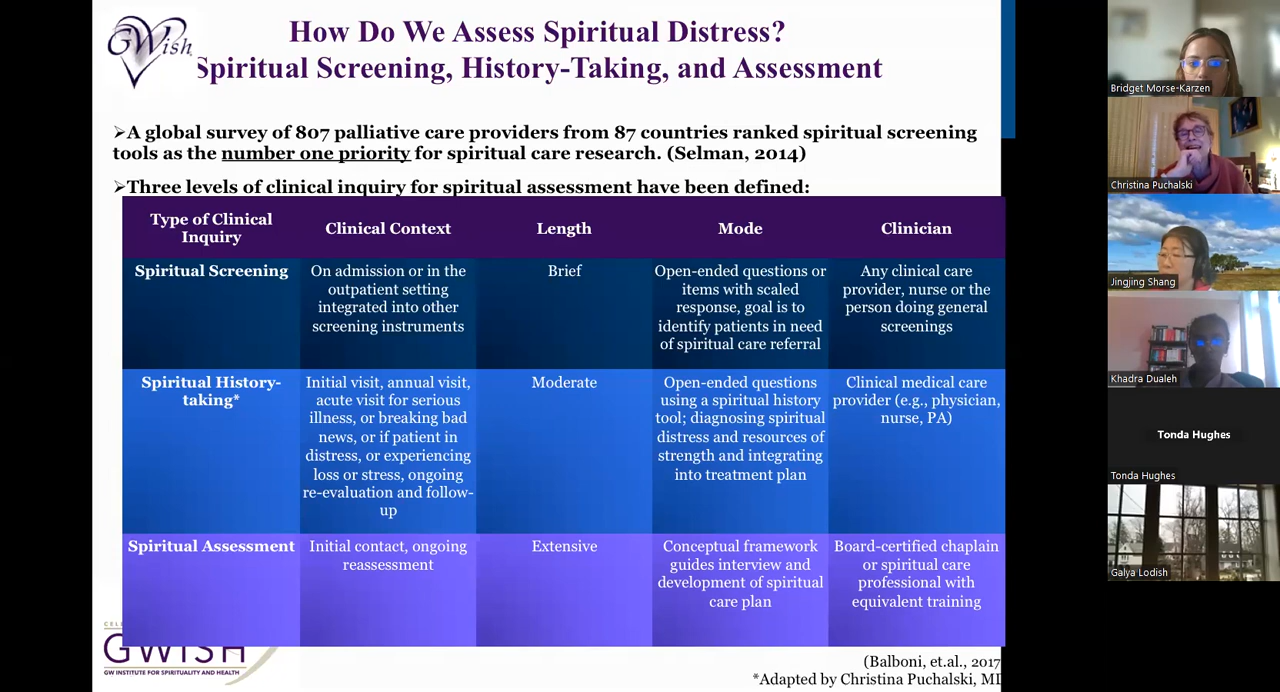 GWish
How Do We Assess Spiritual Distress?
Spiritual Screening, History-Taking, and Assessment
➢A global survey of 807 palliative care providers from 87 countries ranked spiritual screening
tools as the number one priority for spiritual care research. (Selman, 2014)
➢Three levels of clinical inquiry for spiritual assessment have been defined:
Type of Clinical
Inquiry
Clinical Context
Length
Mode
Clinician
Spiritual Screening
On admission or in the
outpatient setting
integrated into other
screening instruments
Brief
Open-ended questions or
items with scaled
response, goal is to
identify patients in need
of spiritual care referral
Any clinical care
provider, nurse or the
person doing general
screenings
Spiritual History-
taking*
Initial visit, annual visit,
acute visit for serious
illness, or breaking bad
news, or if patient in
distress, or experiencing
loss or stress, ongoing
re-evaluation and follow-
up
Moderate
Open-ended questions
using a spiritual history
tool; diagnosing spiritual
distress and resources of
strength and integrating
into treatment plan
Clinical medical care
provider (e.g., physician,
nurse, PA)
Spiritual Assessment
Initial contact, ongoing
reassessment
Extensive
Conceptual framework
guides interview and
development of spiritual
care plan
Board-certified chaplain
or spiritual care
professional with
equivalent training
GWISH
GW INSTITUTE FOR SPIRITUALITY AND HEALTH
(Balboni, et.al., 2017
*Adapted by Christina Puchalski, MD
Bridget Morse-Karzen
Christina Puchalski
Jingjing Shang
Khadra Dualeh
Tonda Hughes
Tonda Hughes
Galya Lodish